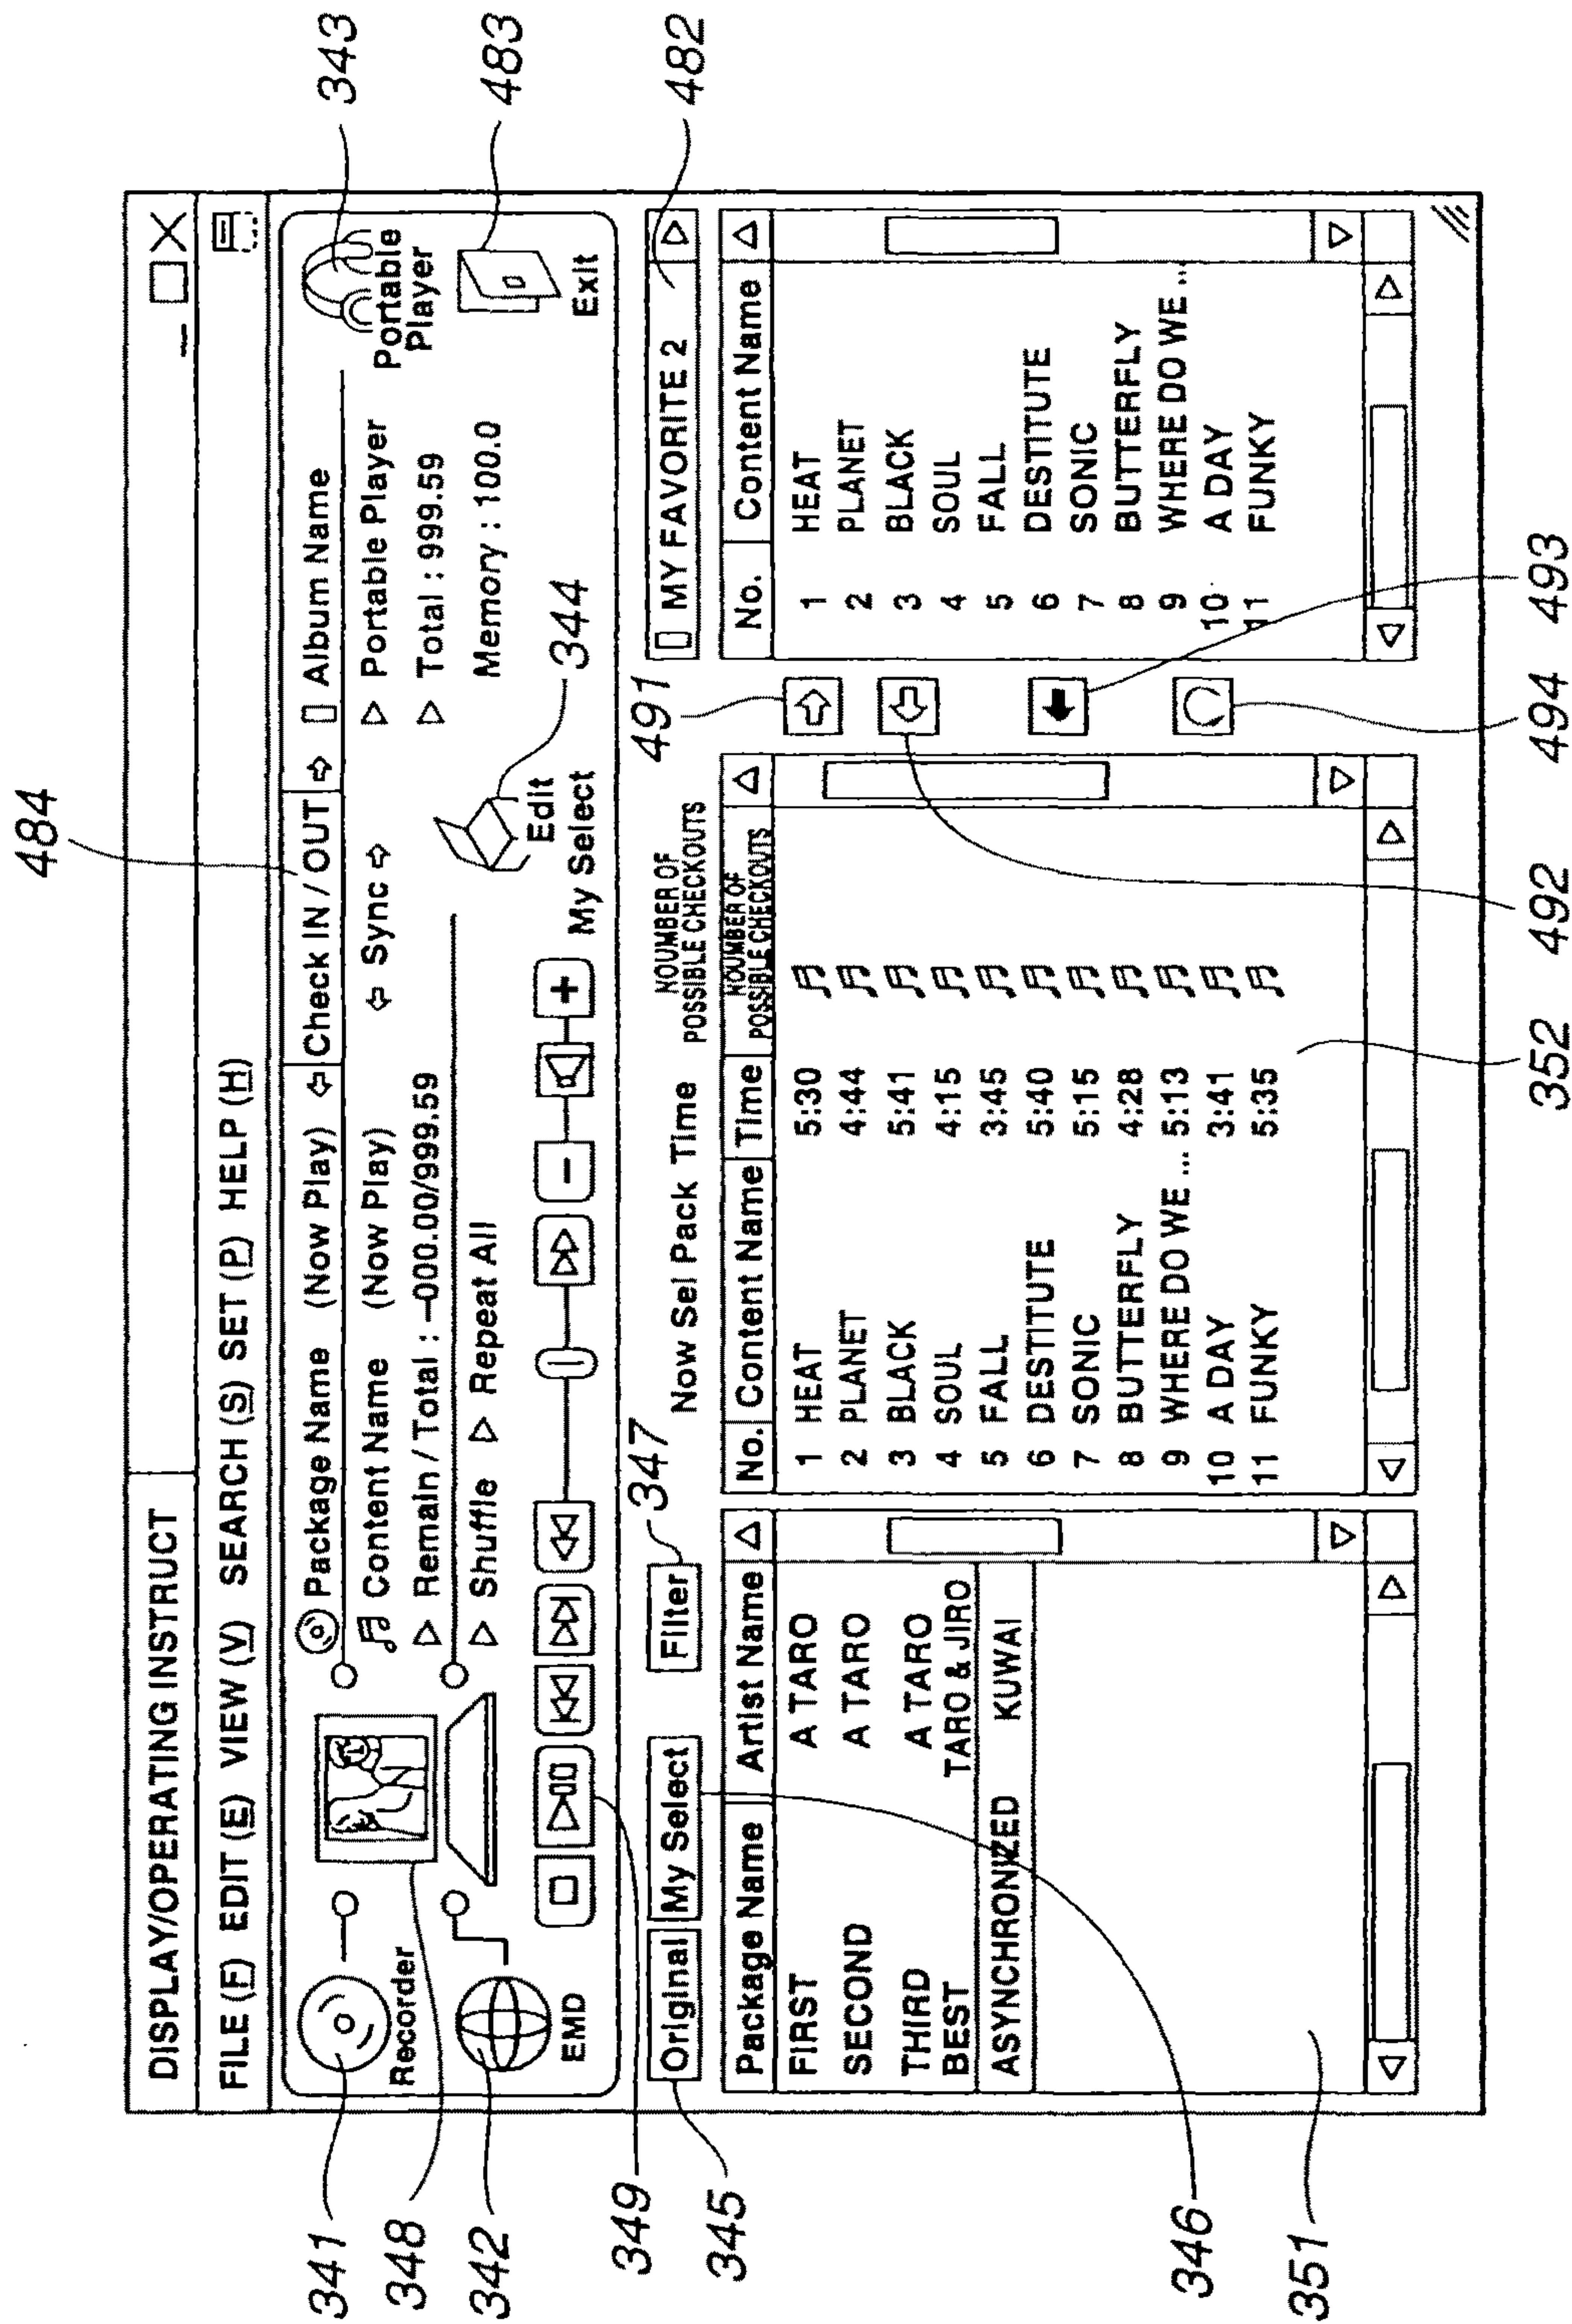 DISPLAY/OPERATING INSTRUCT
FILE (F) EDIT (E) VIEW (V) SEARCH (S) SET (P) HELP (H)
Package Name (Now Play) Check IN / OUT Album Name
Content Name (Now Play) Sync Portable Player
Remain / Total : -000.00/999.59 Total : 999.59
Shuffle Repeat All Memory : 100.0
Recorder
EMD
Edit
My Select
Portable
Player
Exit
Original My Select Filter
Now Sel Pack Time NOUMBER OF
POSSIBLE CHECKOUTS
MY FAVORITE 2
Package Name Artist Name
FIRST A TARO
SECOND A TARO
THIRD A TARO
BEST TARO & JIRO
ASYNCHRONIZED KUWAI
No. Content Name Time NOUMBER OF
POSSIBLE CHECKOUTS
1 HEAT 5:30
2 PLANET 4:44
3 BLACK 5:41
4 SOUL 4:15
5 FALL 3:45
6 DESTITUTE 5:40
7 SONIC 5:15
8 BUTTERFLY 4:28
9 WHERE DO WE ... 5:13
10 A DAY 3:41
11 FUNKY 5:35
No. Content Name
1 HEAT
2 PLANET
3 BLACK
4 SOUL
5 FALL
6 DESTITUTE
7 SONIC
8 BUTTERFLY
9 WHERE DO WE ...
10 A DAY
11 FUNKY
341
348
342
349
345
346
351
347
484
344
491
343
483
482
352
492
494
493